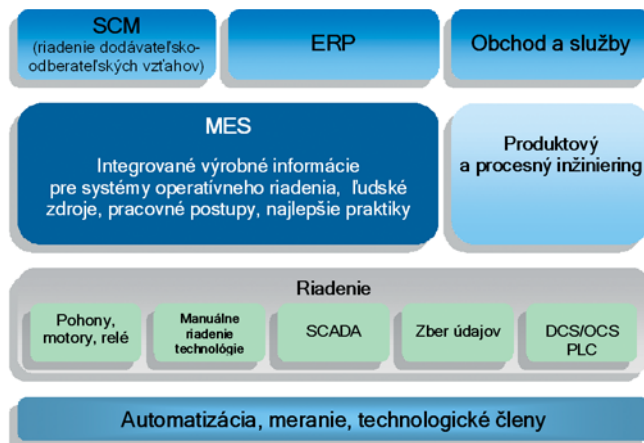 SCM
(riadenie dodávateľsko-
odberateľských vzťahov)
ERP
Obchod a služby
MES
Integrované výrobné informácie
pre systémy operatívneho riadenia, ľudské
zdroje, pracovné postupy, najlepšie praktiky
Produktový
a procesný inžiniering
Riadenie
Pohony,
motory, relé
Manuálne
riadenie
technológie
SCADA
Zber údajov
DCS/OCS
PLC
Automatizácia, meranie, technologické členy